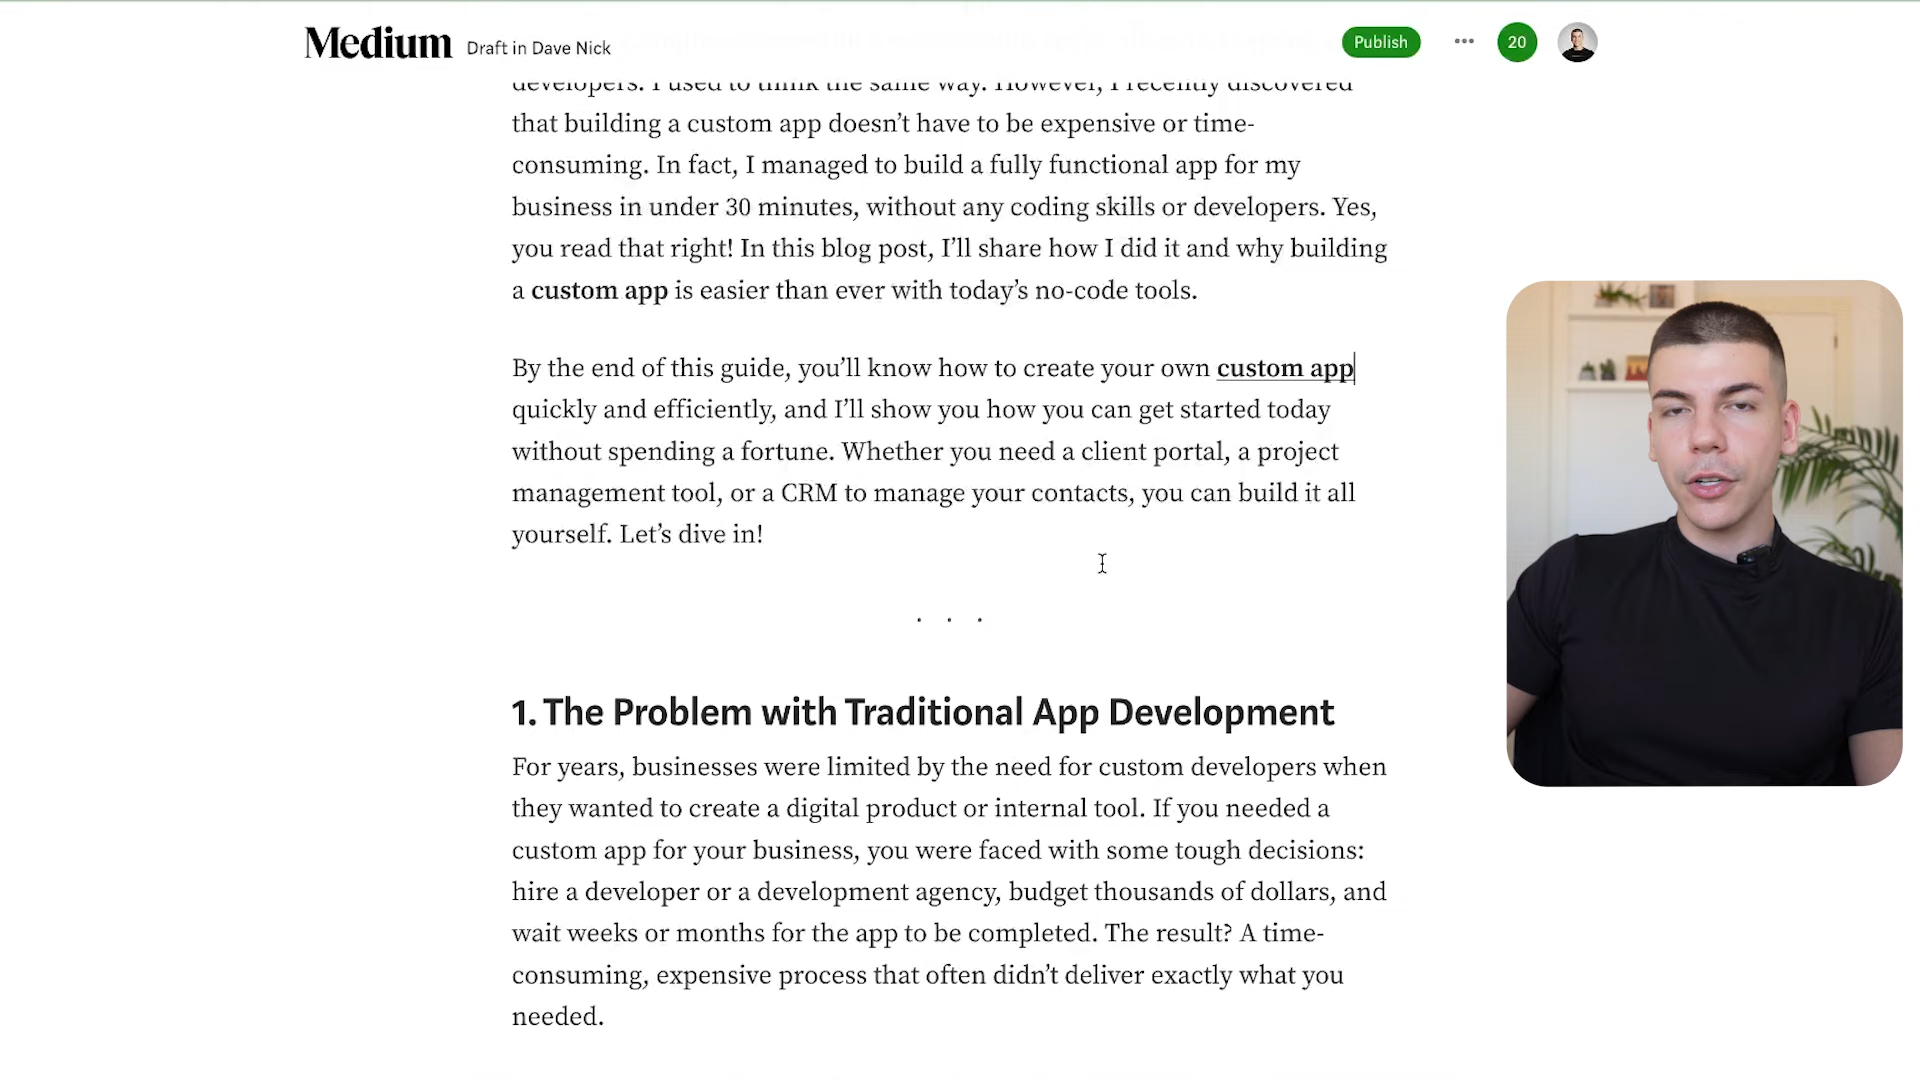 Medium Draft in Dave Nick
Publish
20
developers. I used to think the same way. However, I recently discovered
that building a custom app doesn’t have to be expensive or time-
consuming. In fact, I managed to build a fully functional app for my
business in under 30 minutes, without any coding skills or developers. Yes,
you read that right! In this blog post, I’ll share how I did it and why building
a custom app is easier than ever with today’s no-code tools.
By the end of this guide, you’ll know how to create your own custom app
quickly and efficiently, and I’ll show you how you can get started today
without spending a fortune. Whether you need a client portal, a project
management tool, or a CRM to manage your contacts, you can build it all
yourself. Let’s dive in!
. . .
1. The Problem with Traditional App Development
For years, businesses were limited by the need for custom developers when
they wanted to create a digital product or internal tool. If you needed a
custom app for your business, you were faced with some tough decisions:
hire a developer or a development agency, budget thousands of dollars, and
wait weeks or months for the app to be completed. The result? A time-
consuming, expensive process that often didn’t deliver exactly what you
needed.